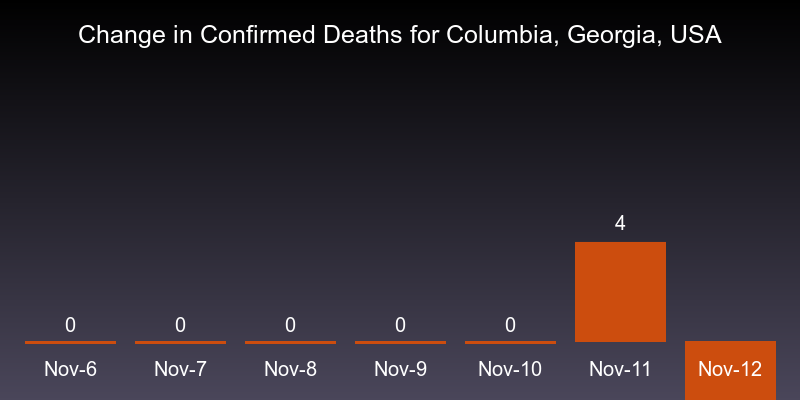 Change in Confirmed Deaths for Columbia, Georgia, USA
4
0 0 0 0 0
Nov-6 Nov-7 Nov-8 Nov-9 Nov-10 Nov-11 Nov-12